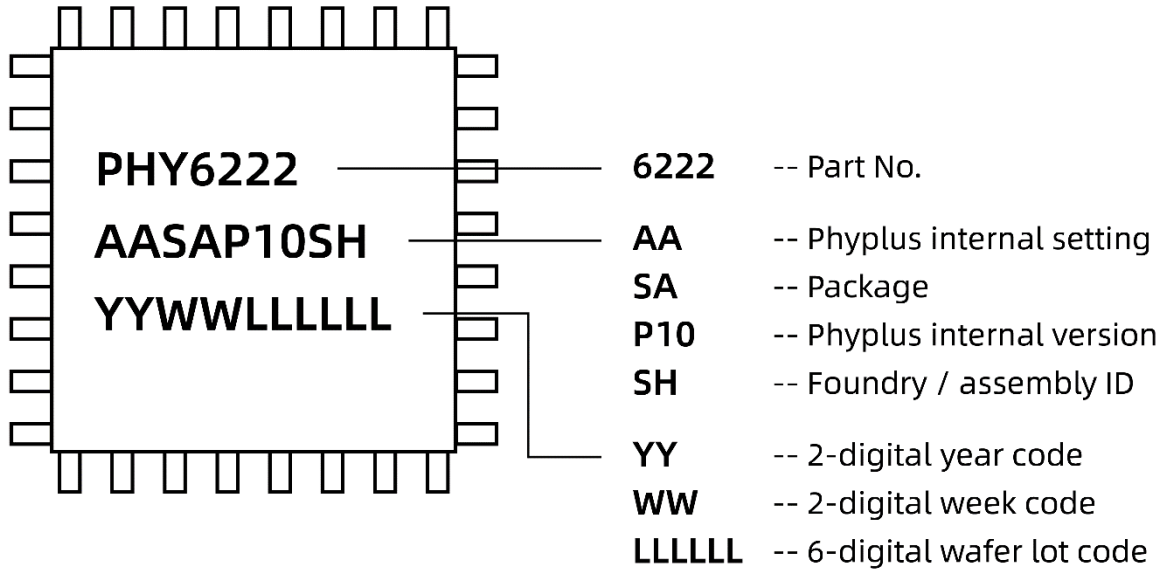 PHY6222
AASAP10SH
YYWWLLLLLL
6222 -- Part No.
AA -- Phyplus internal setting
SA -- Package
P10 -- Phyplus internal version
SH -- Foundry / assembly ID
YY -- 2-digital year code
WW -- 2-digital week code
LLLLLL -- 6-digital wafer lot code